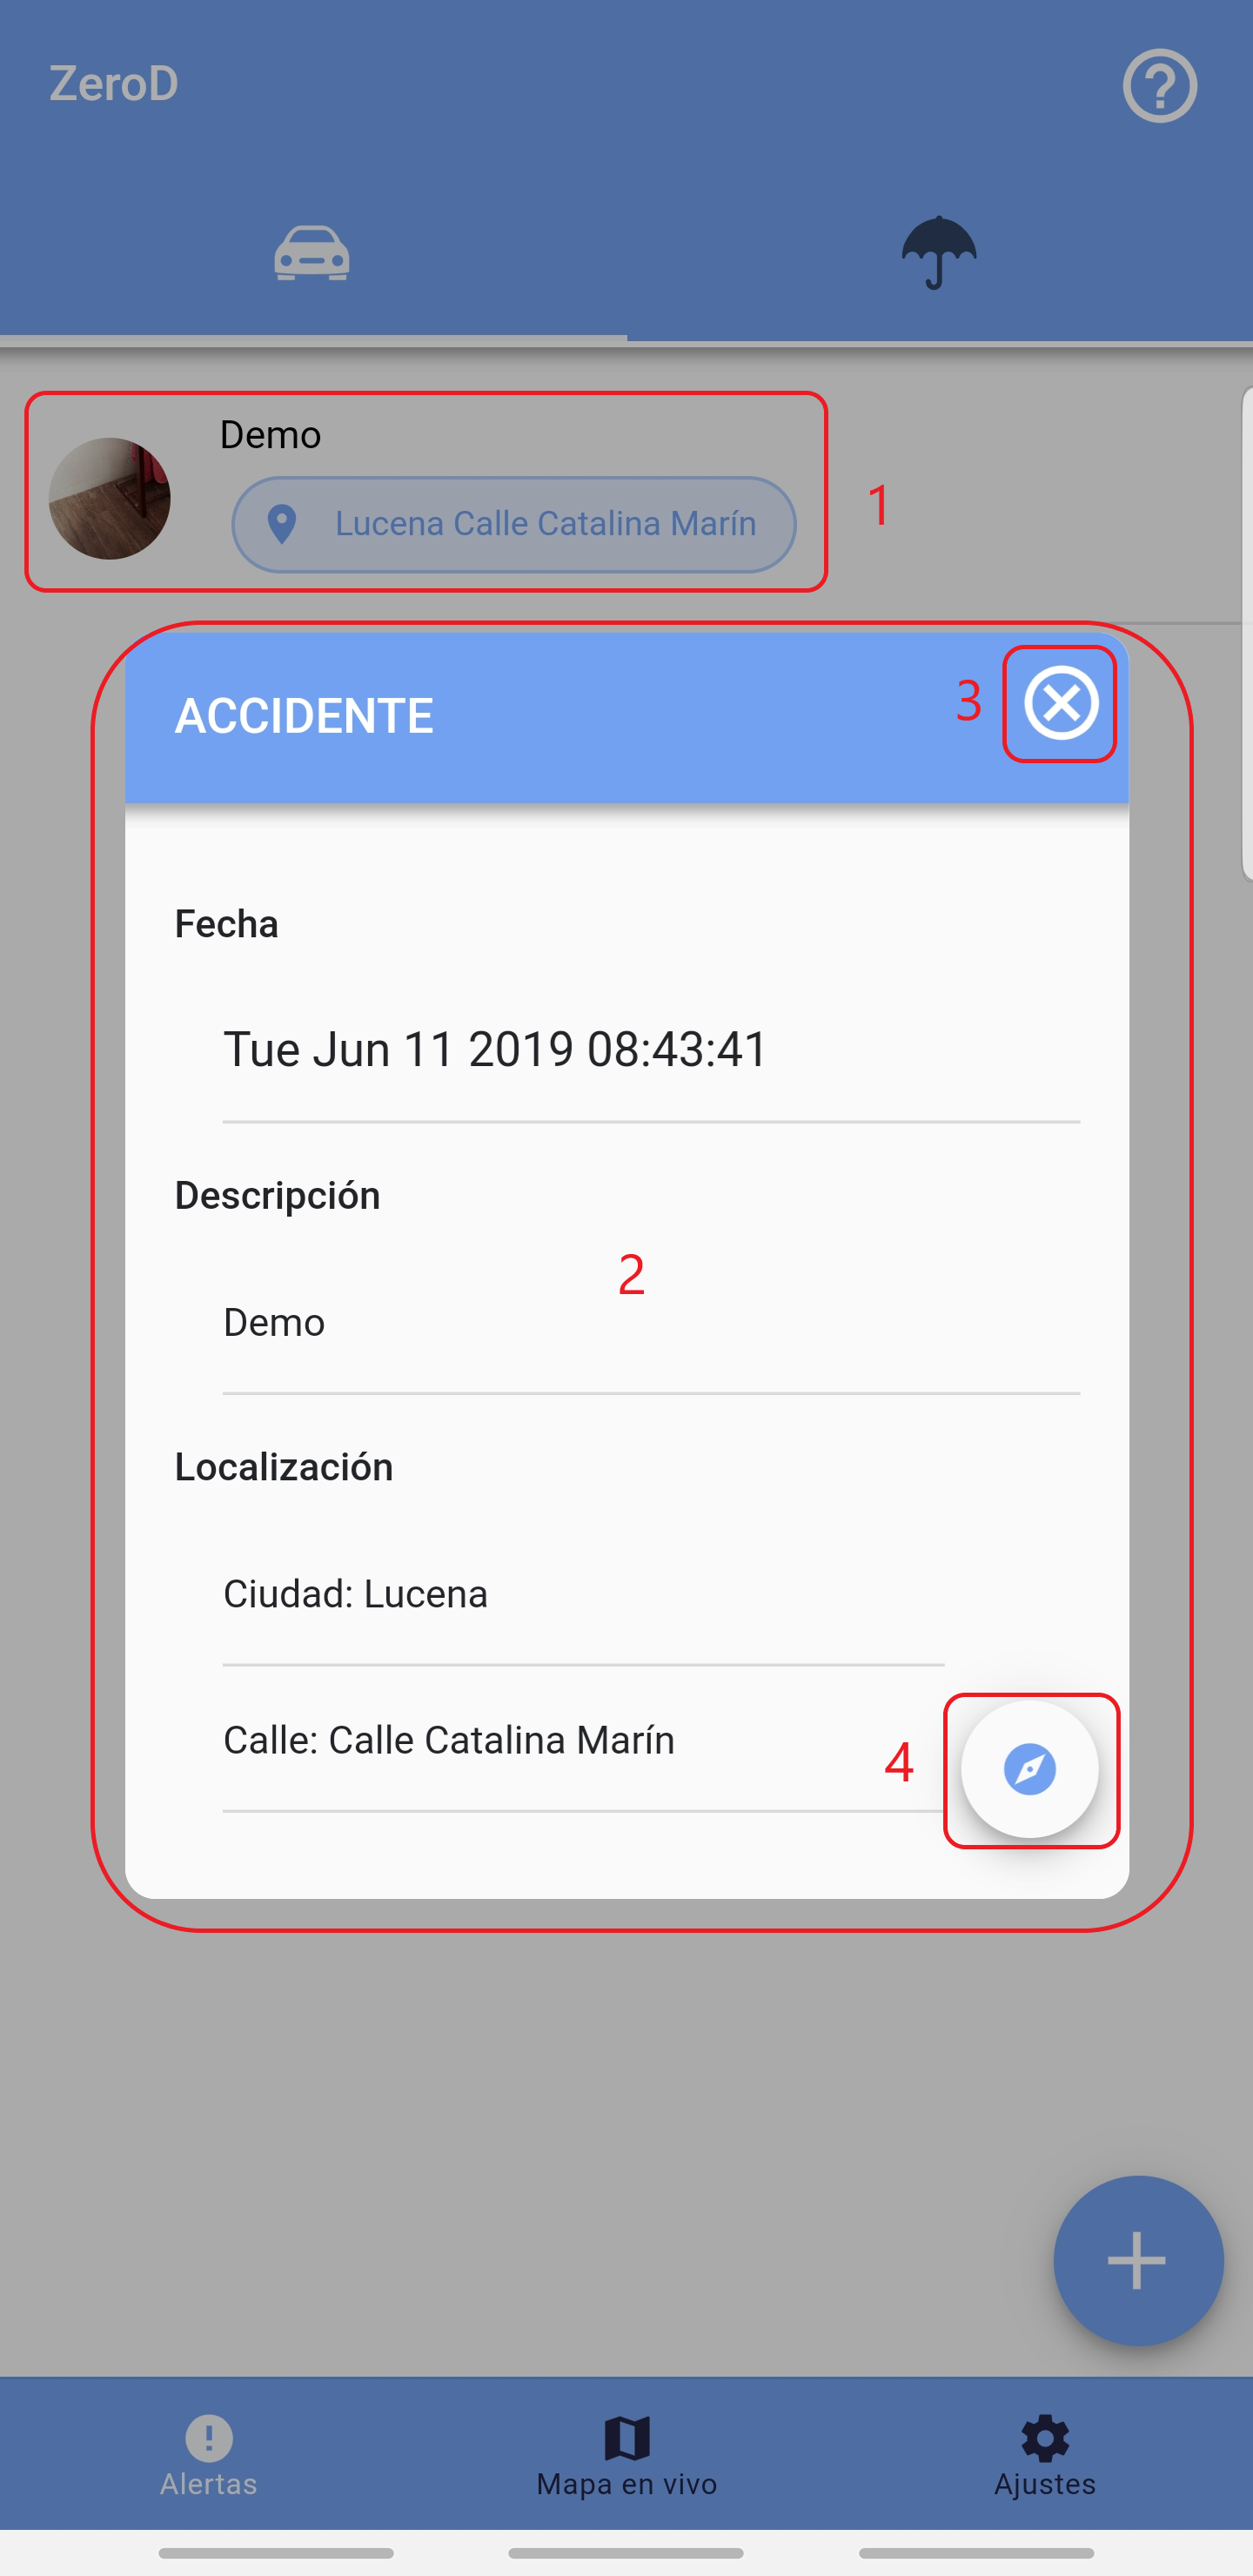 ZeroD
Demo
Lucena Calle Catalina Marín
1
ACCIDENTE
3
Fecha
Tue Jun 11 2019 08:43:41
Descripción
2
Demo
Localización
Ciudad: Lucena
Calle: Calle Catalina Marín
4
Alertas
Mapa en vivo
Ajustes